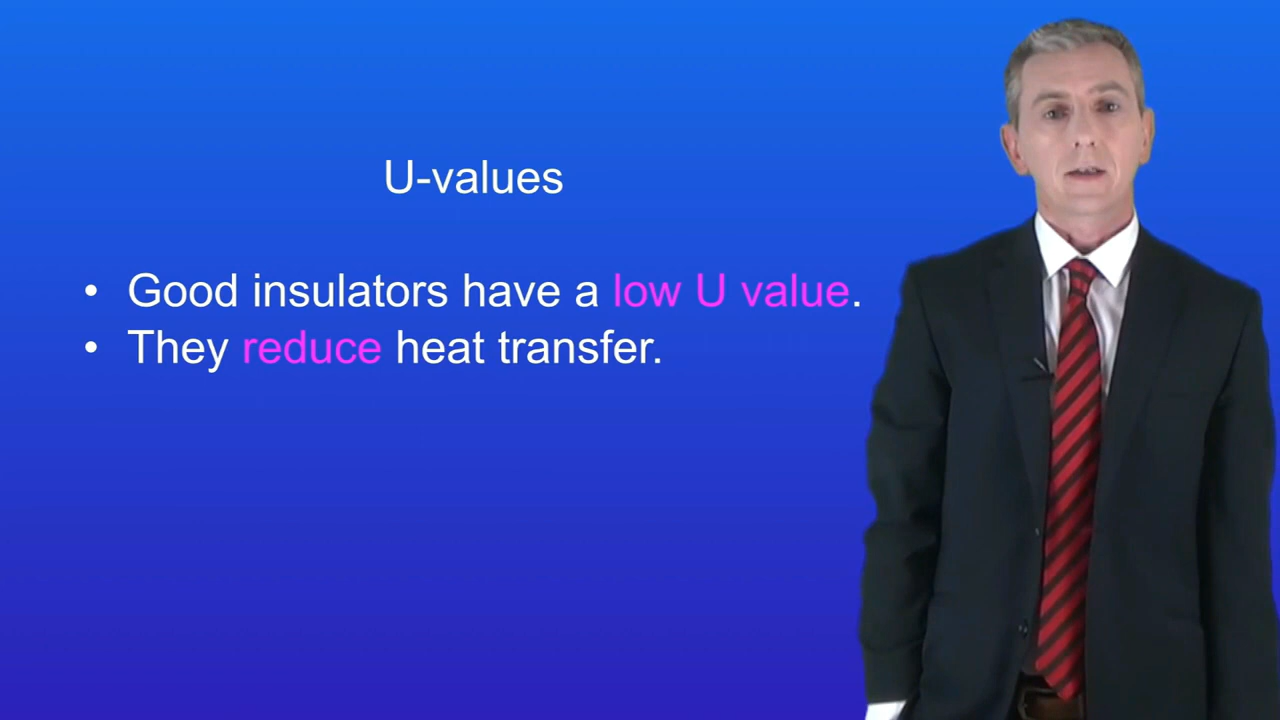 U-values
• Good insulators have a low U value.
• They reduce heat transfer.